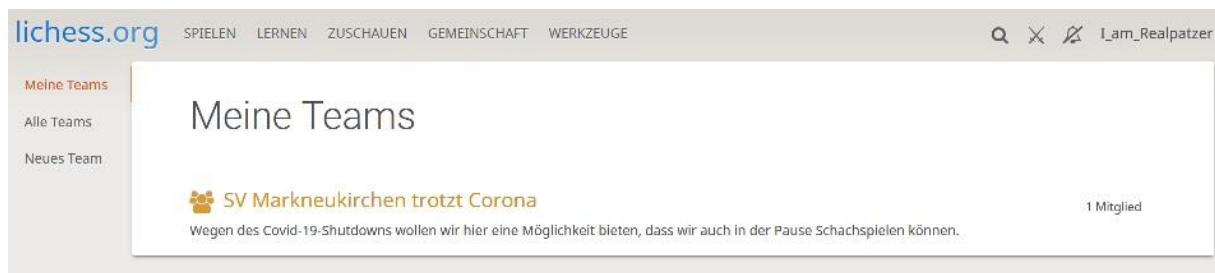 lichess.org SPIELEN LERNEN ZUSCHAUEN GEMEINSCHAFT WERKZEUGE I_am_Realpatzer
Meine Teams
Alle Teams
Neues Team
Meine Teams
SV Markneukirchen trotzt Corona
1 Mitglied
Wegen des Covid-19-Shutdowns wollen wir hier eine Möglichkeit bieten, dass wir auch in der Pause Schachspielen können.